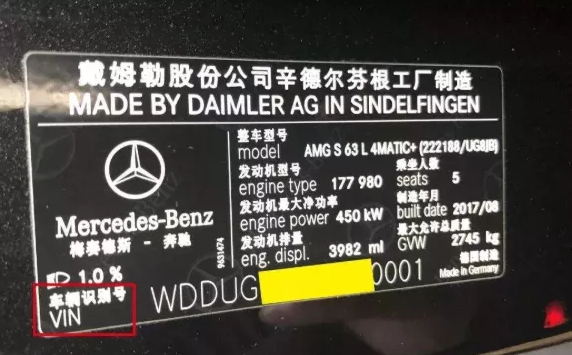 戴姆勒股份公司辛德尔芬根工厂制造
MADE BY DAIMLER AG IN SINDELFINGEN
Mercedes-Benz
梅赛德斯 - 奔驰
整车型号
model AMG S 63 L 4MATIC+ (222188/UG8JB)
发动机型号 乘坐人数
engine type 177 980 seats 5
发动机最大净功率 制造年月
engine power 450 kW built date 2017/08
发动机排量 最大允许总质量
eng. displ. 3982 ml GVW 2745 kg
德国制造
Made in Germany
9631474
1.0 %
车辆识别号
VIN WDDUG 0001